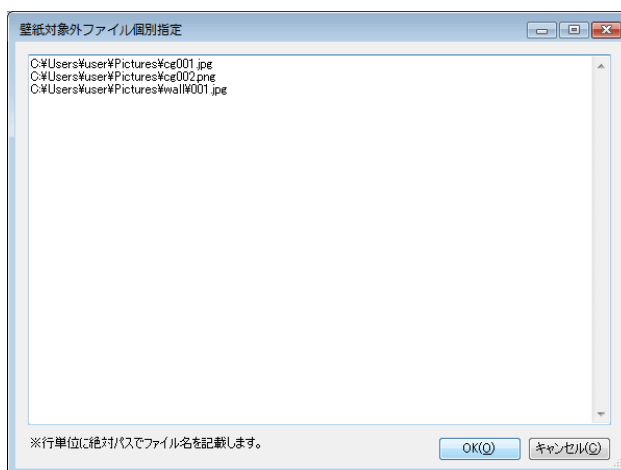 壁紙対象外ファイル個別指定
C:¥Users¥user¥Pictures¥cg001.jpg
C:¥Users¥user¥Pictures¥cg002.png
C:¥Users¥user¥Pictures¥wall¥001.jpg
※行単位に絶対パスでファイル名を記載します。
OK(O) キャンセル(C)